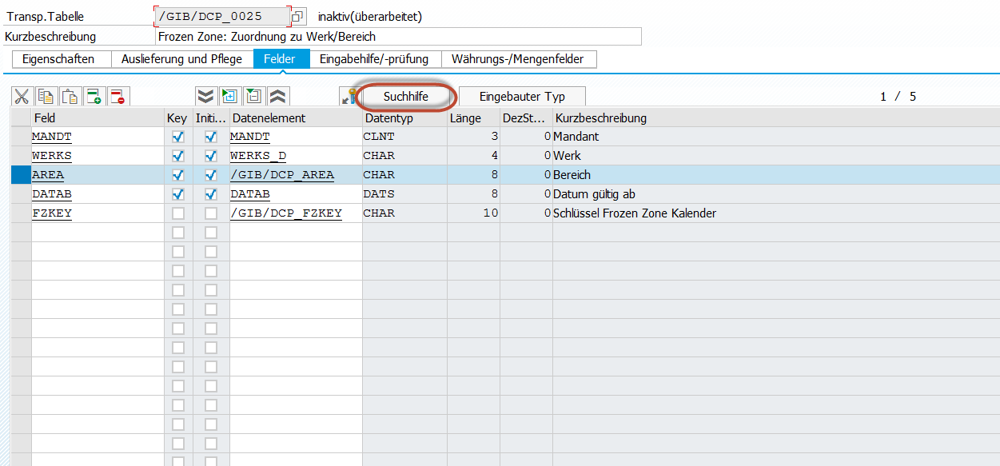 Transp.Tabelle /GIB/DCP_0025 inaktiv(überarbeitet)
Kurzbeschreibung Frozen Zone: Zuordnung zu Werk/Bereich
Eigenschaften Auslieferung und Pflege Felder Eingabehilfe/-prüfung Währungs-/Mengenfelder
Suchhilfe Eingebauter Typ 1 / 5
Feld Key Initi... Datenelement Datentyp Länge DezSt... Kurzbeschreibung
MANDT MANDT CLNT 3 0 Mandant
WERKS WERKS_D CHAR 4 0 Werk
AREA /GIB/DCP_AREA CHAR 8 0 Bereich
DATAB DATAB DATS 8 0 Datum gültig ab
FZKEY /GIB/DCP_FZKEY CHAR 10 0 Schlüssel Frozen Zone Kalender